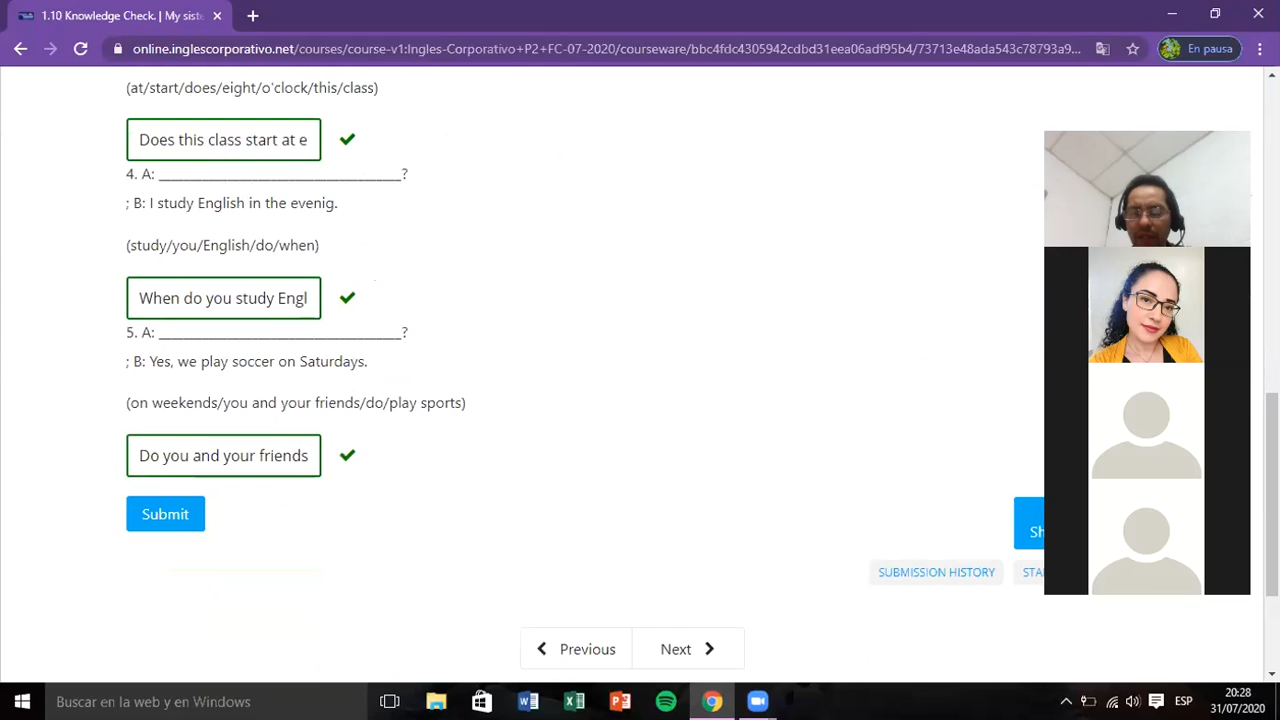 1.10 Knowledge Check. | My siste
online.inglescorporativo.net/courses/course-v1:Ingles-Corporativo+P2+FC-07-2020/courseware/bbc4fdc4305942cdbd31eea06adf95b4/73713e48ada543c78793a9...
En pausa
(at/start/does/eight/o'clock/this/class)
Does this class start at e
4. A: ___________________________________?
; B: I study English in the evenig.
(study/you/English/do/when)
When do you study Engl
5. A: ___________________________________?
; B: Yes, we play soccer on Saturdays.
(on weekends/you and your friends/do/play sports)
Do you and your friends
Submit
Sh
SUBMISSION HISTORY
STA
Previous
Next
Buscar en la web y en Windows
ESP
20:28
31/07/2020